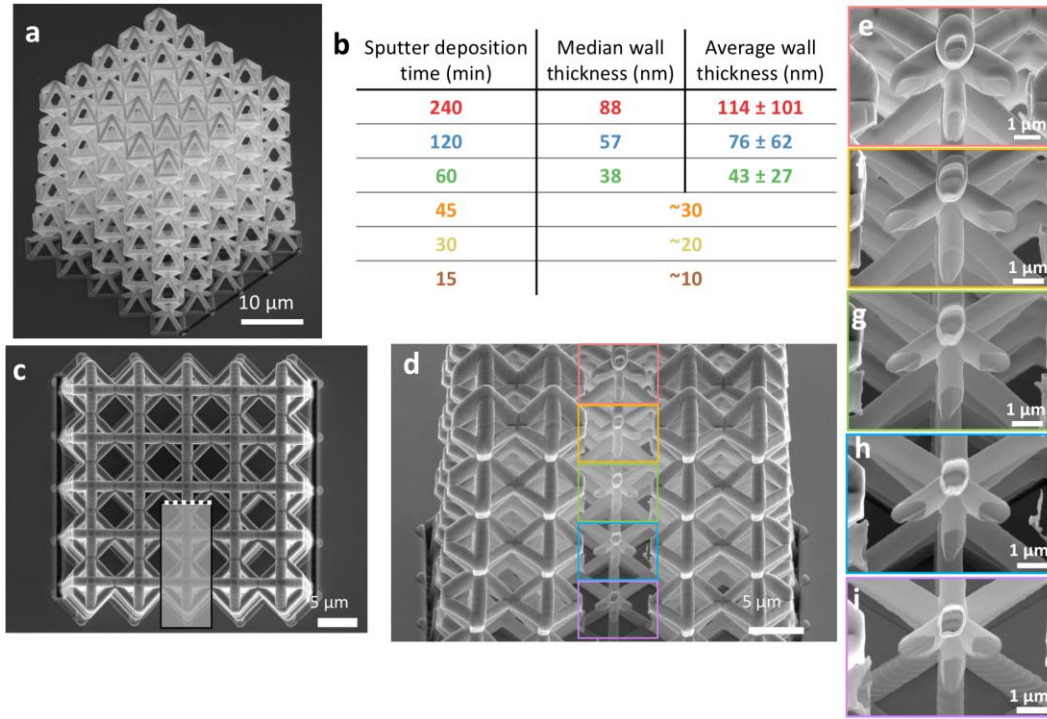 a
10 µm
b
Sputter deposition time (min) Median wall thickness (nm) Average wall thickness (nm)
240 88 114 ± 101
120 57 76 ± 62
60 38 43 ± 27
45 ~30
30 ~20
15 ~10
c
5 µm
d
5 µm
e
1 µm
f
1 µm
g
1 µm
h
1 µm
i
1 µm